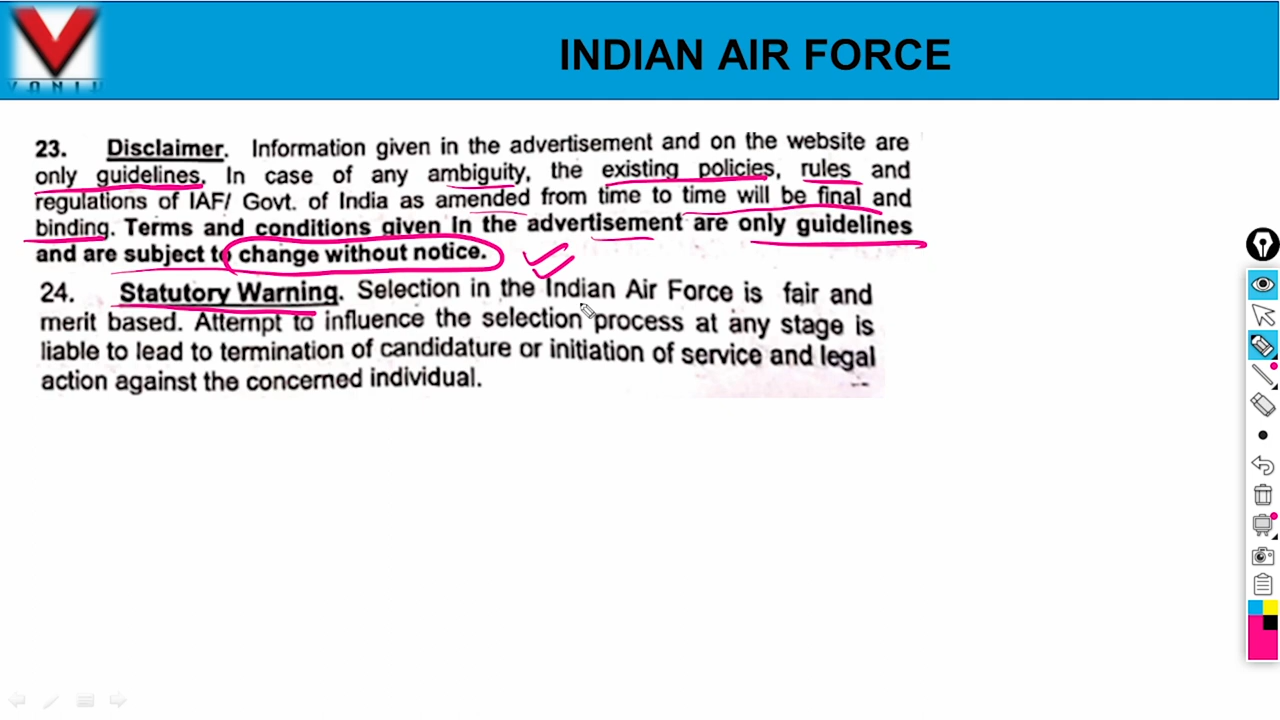 INDIAN AIR FORCE
VANIJ
23. Disclaimer. Information given in the advertisement and on the website are
only guidelines. In case of any ambiguity, the existing policies, rules and
regulations of IAF/ Govt. of India as amended from time to time will be final and
binding. Terms and conditions given in the advertisement are only guidelines
and are subject to change without notice.
24. Statutory Warning. Selection in the Indian Air Force is fair and
merit based. Attempt to influence the selection process at any stage is
liable to lead to termination of candidature or initiation of service and legal
action against the concerned individual.